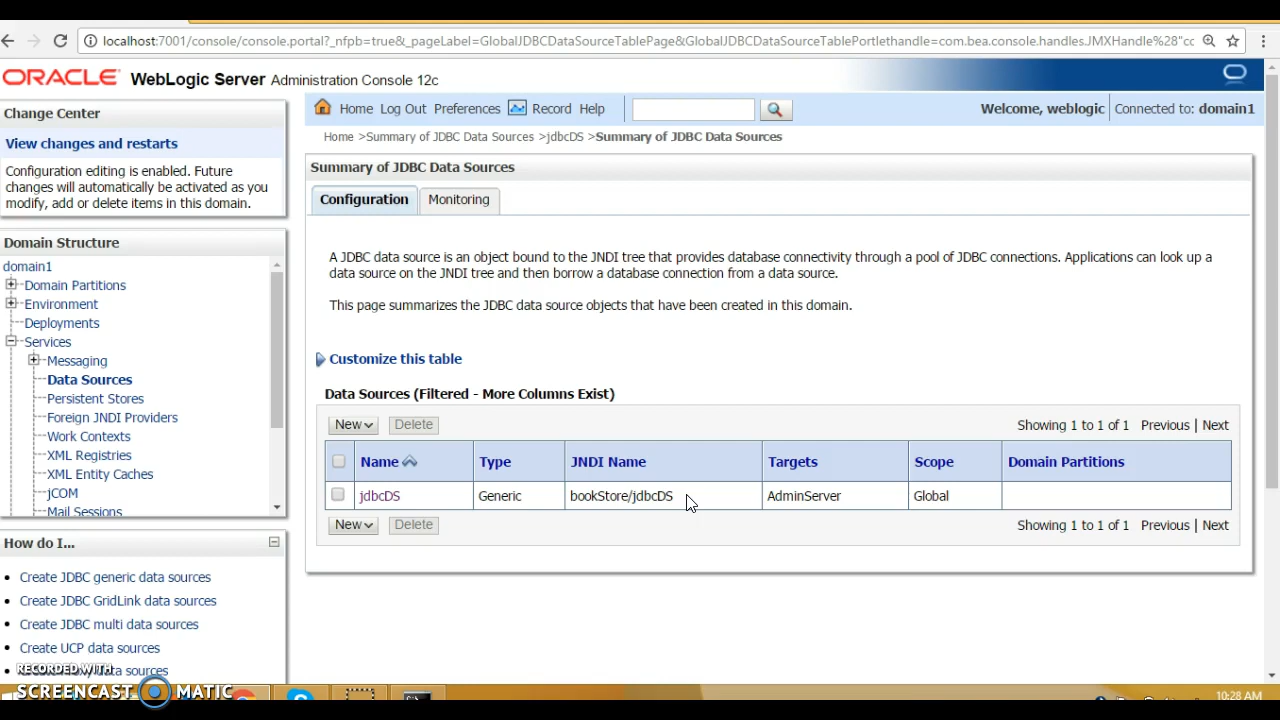 localhost:7001/console/console.portal?_nfpb=true&_pageLabel=GlobalJDBCDataSourceTablePage&GlobalJDBCDataSourceTablePortlethandle=com.bea.console.handles.JMXHandle%28"cc
ORACLE WebLogic Server Administration Console 12c
Change Center
View changes and restarts
Configuration editing is enabled. Future
changes will automatically be activated as you
modify, add or delete items in this domain.
Domain Structure
domain1
Domain Partitions
Environment
Deployments
Services
Messaging
Data Sources
Persistent Stores
Foreign JNDI Providers
Work Contexts
XML Registries
XML Entity Caches
jCOM
Mail Sessions
How do I...
Create JDBC generic data sources
Create JDBC GridLink data sources
Create JDBC multi data sources
Create UCP data sources
data sources
Home Log Out Preferences Record Help
Welcome, weblogic Connected to: domain1
Home >Summary of JDBC Data Sources >jdbcDS >Summary of JDBC Data Sources
Summary of JDBC Data Sources
Configuration Monitoring
A JDBC data source is an object bound to the JNDI tree that provides database connectivity through a pool of JDBC connections. Applications can look up a
data source on the JNDI tree and then borrow a database connection from a data source.
This page summarizes the JDBC data source objects that have been created in this domain.
Customize this table
Data Sources (Filtered - More Columns Exist)
New Delete Showing 1 to 1 of 1 Previous | Next
Name Type JNDI Name Targets Scope Domain Partitions
jdbcDS Generic bookStore/jdbcDS AdminServer Global
New Delete Showing 1 to 1 of 1 Previous | Next
RECORDED WITH
SCREENCAST MATIC
10:28 AM